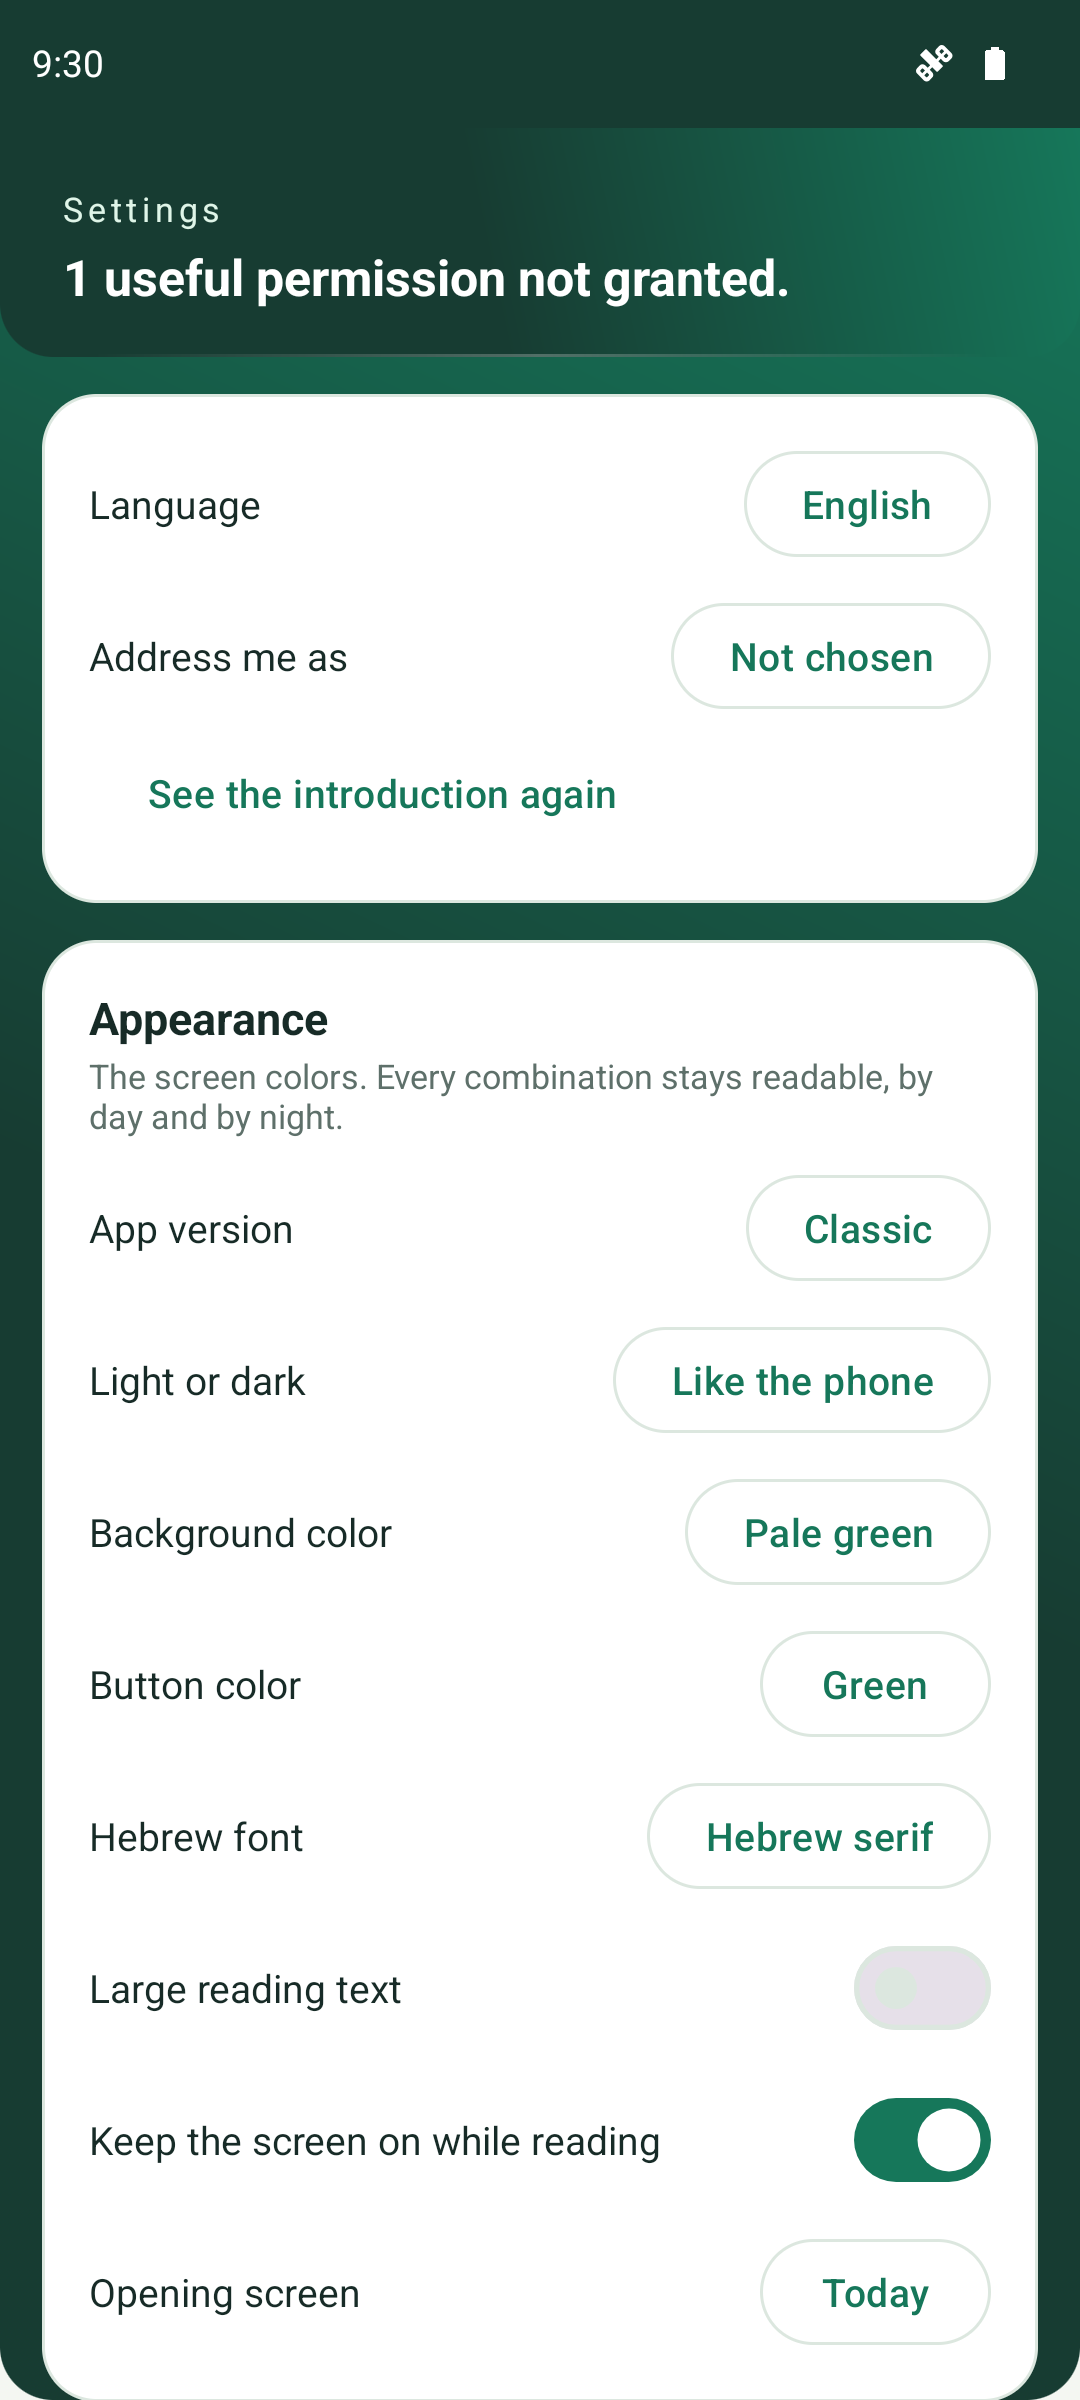 9:30
Settings
1 useful permission not granted.
Language
English
Address me as
Not chosen
See the introduction again
Appearance
The screen colors. Every combination stays readable, by
day and by night.
App version
Classic
Light or dark
Like the phone
Background color
Pale green
Button color
Green
Hebrew font
Hebrew serif
Large reading text
Keep the screen on while reading
Opening screen
Today